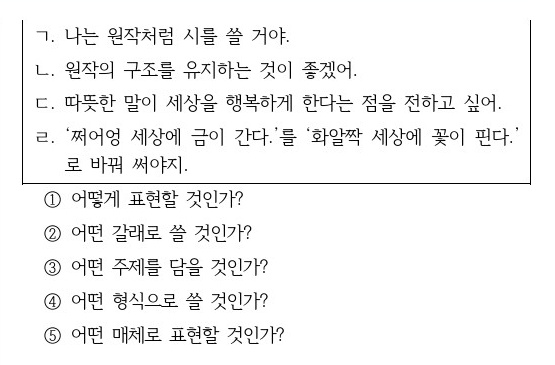 ㄱ. 나는 원작처럼 시를 쓸 거야.
ㄴ. 원작의 구조를 유지하는 것이 좋겠어.
ㄷ. 따뜻한 말이 세상을 행복하게 한다는 점을 전하고 싶어.
ㄹ. ‘쩌어엉 세상에 금이 간다.’를 ‘화알짝 세상에 꽃이 핀다.’
로 바꿔 써야지.
① 어떻게 표현할 것인가?
② 어떤 갈래로 쓸 것인가?
③ 어떤 주제를 담을 것인가?
④ 어떤 형식으로 쓸 것인가?
⑤ 어떤 매체로 표현할 것인가?